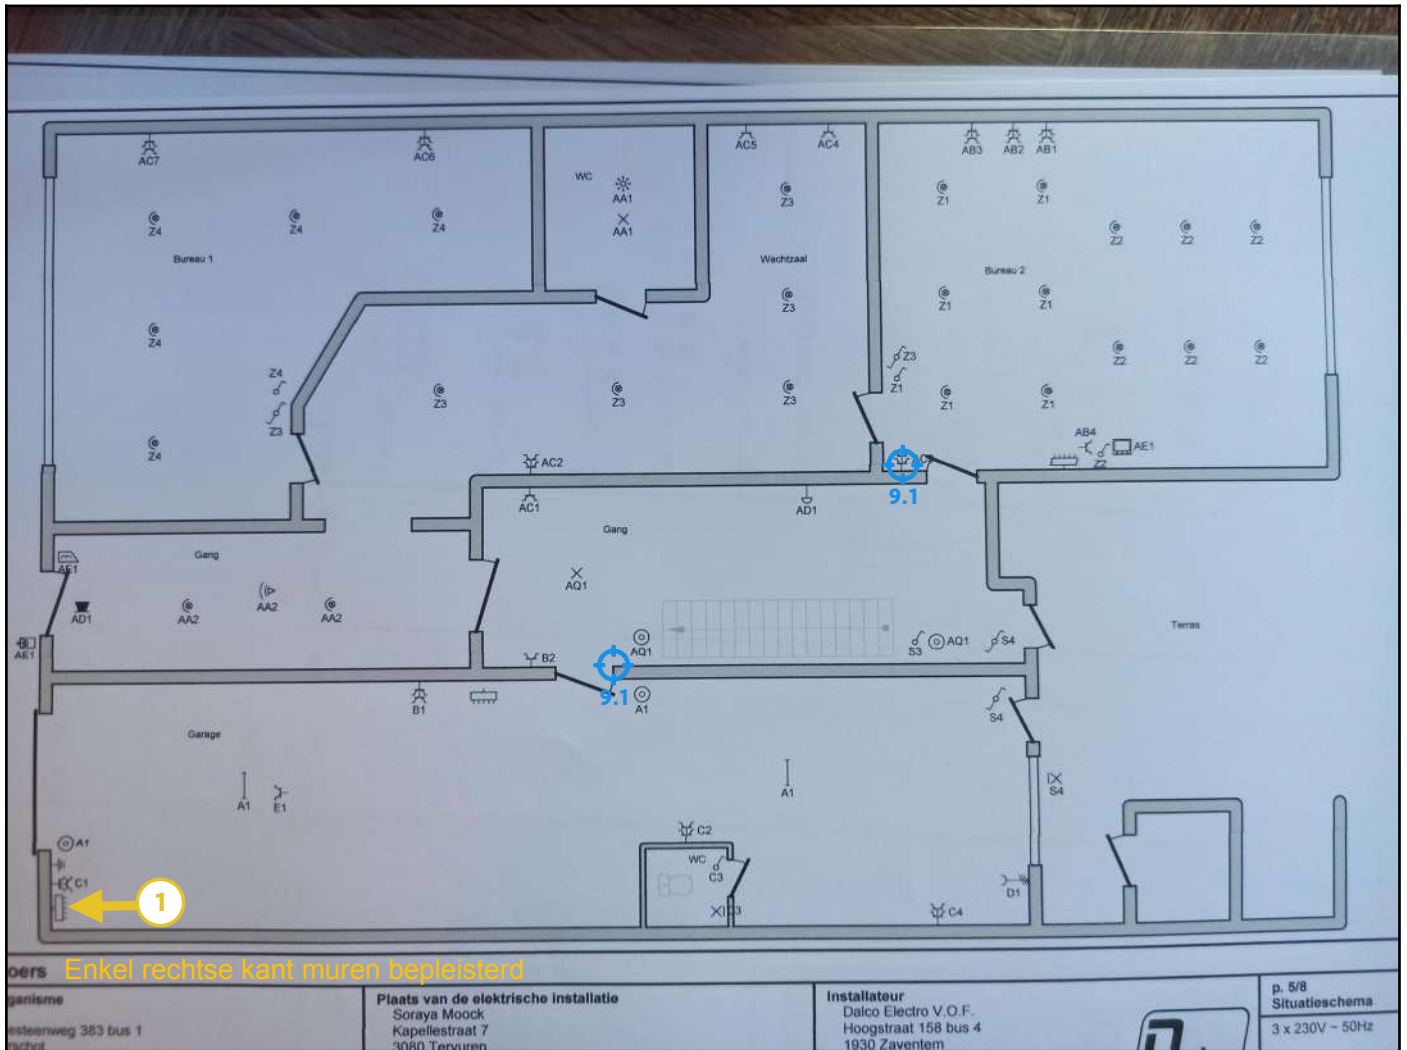 AC7
AC6
AC5
AC4
AB3
AB2
AB1
WC
AA1
AA1
Z3
Z1
Z1
Z4
Z4
Z4
Z2
Z2
Z2
Bureau 1
Wachtzaal
Bureau 2
Z3
Z1
Z1
Z4
Z3
Z2
Z2
Z2
Z4
Z1
Z3
Z3
Z3
Z1
Z1
Z3
Z4
AB4
AE1
Z2
AC2
9.1
AC1
AD1
Gang
Gang
AE1
AQ1
AA2
AD1
AA2
AA2
AE1
AQ1
S3
AQ1
S4
Terras
B2
9.1
B1
A1
S4
Garage
A1
E1
A1
S4
A1
C2
WC
C3
C1
1
D1
C4
Enkel rechtse kant muren bepleisterd
Plaats van de elektrische installatie
Soraya Moock
Kapellestraat 7
3080 Tervuren
Installateur
Dalco Electro V.O.F.
Hoogstraat 158 bus 4
1930 Zaventem
p. 5/8
Situatieschema
3 x 230V ~ 50Hz